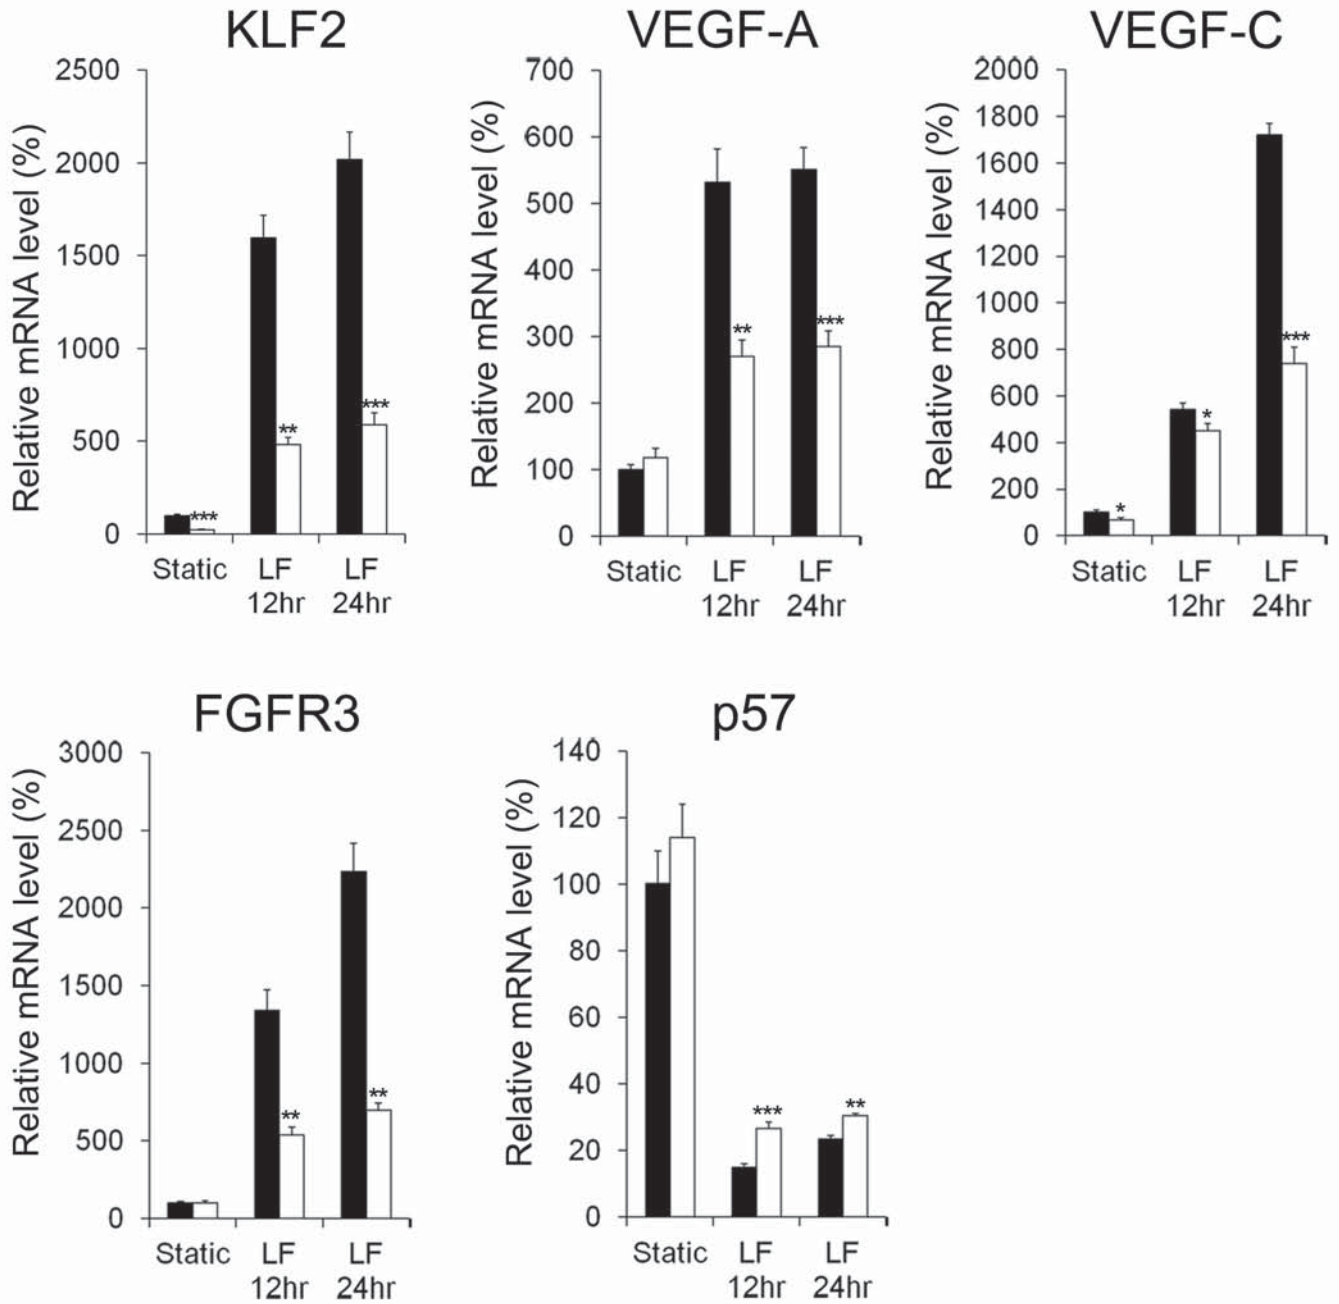 KLF2
Relative mRNA level (%)
2500
2000
1500
1000
500
0
***
**
***
Static LF LF
12hr 24hr
VEGF-A
Relative mRNA level (%)
700
600
500
400
300
200
100
0
**
***
Static LF LF
12hr 24hr
VEGF-C
Relative mRNA level (%)
2000
1800
1600
1400
1200
1000
800
600
400
200
0
*
*
***
Static LF LF
12hr 24hr
FGFR3
Relative mRNA level (%)
3000
2500
2000
1500
1000
500
0
**
**
Static LF LF
12hr 24hr
p57
Relative mRNA level (%)
140
120
100
80
60
40
20
0
***
**
Static LF LF
12hr 24hr